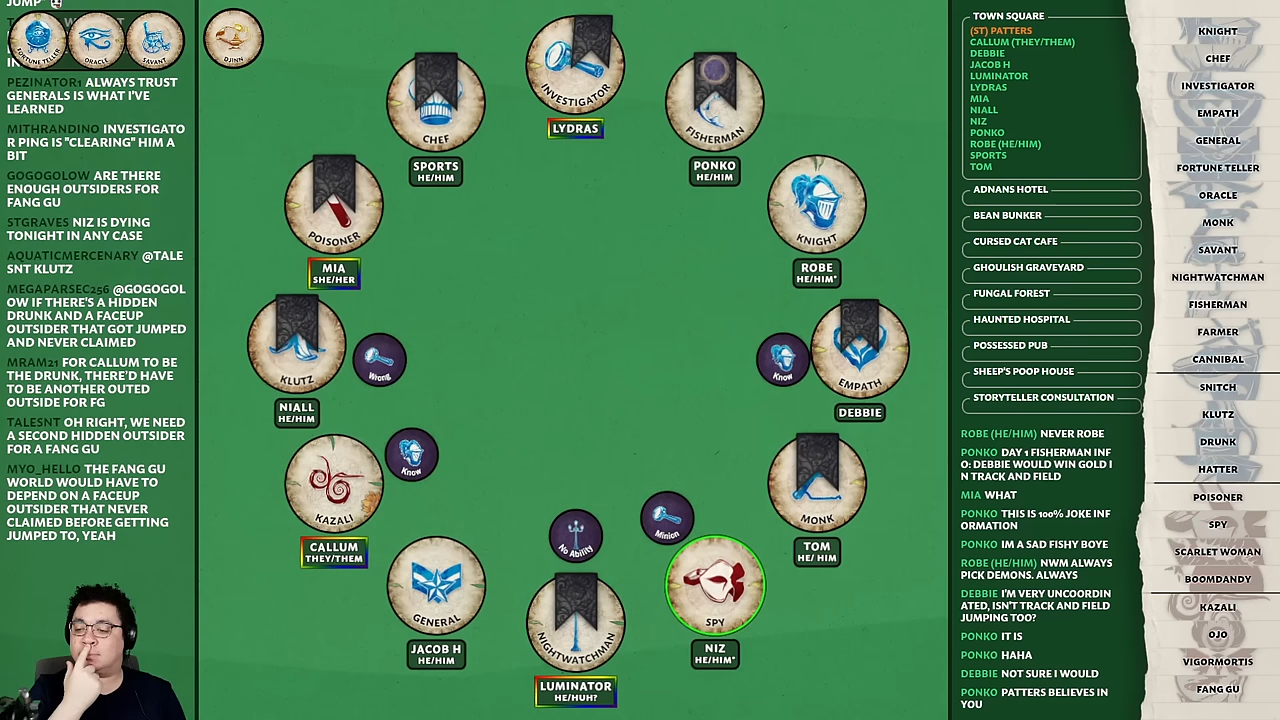 JUMP
FORTUNE TELLER
ORACLE
SAVANT
DJINN
PEZINATOR1 ALWAYS TRUST
GENERALS IS WHAT I'VE
LEARNED
MITHRANDINO INVESTIGATO
R PING IS "CLEARING" HIM A
BIT
GOGOGOLOW ARE THERE
ENOUGH OUTSIDERS FOR
FANG GU
STGRAVES NIZ IS DYING
TONIGHT IN ANY CASE
AQUATICMERCENARY @TALE
SNT KLUTZ
MEGAPARSEC256 @GOGOGOL
OW IF THERE'S A HIDDEN
DRUNK AND A FACEUP
OUTSIDER THAT GOT JUMPED
AND NEVER CLAIMED
MRAM21 FOR CALLUM TO BE
THE DRUNK, THERE'D HAVE
TO BE ANOTHER OUTED
OUTSIDE FOR FG
TALESNT OH RIGHT, WE NEED
A SECOND HIDDEN OUTSIDER
FOR A FANG GU
MYO_HELLO THE FANG GU
WORLD WOULD HAVE TO
DEPEND ON A FACEUP
OUTSIDER THAT NEVER
CLAIMED BEFORE GETTING
JUMPED TO, YEAH
INVESTIGATOR
LYDRAS
CHEF
SPORTS
HE/HIM
FISHERMAN
PONKO
HE/HIM
POISONER
MIA
SHE/HER
KNIGHT
ROBE
HE/HIM*
KLUTZ
NIALL
HE/HIM
Wrong
Know
EMPATH
DEBBIE
KAZALI
CALLUM
THEY/THEM
Know
MONK
TOM
HE/ HIM
GENERAL
JACOB H
HE/HIM
No Ability
NIGHTWATCHMAN
LUMINATOR
HE/HUH?
Minion
SPY
NIZ
HE/HIM*
TOWN SQUARE
(ST) PATTERS
CALLUM (THEY/THEM)
DEBBIE
JACOB H
LUMINATOR
LYDRAS
MIA
NIALL
NIZ
PONKO
ROBE (HE/HIM)
SPORTS
TOM
ADNANS HOTEL
BEAN BUNKER
CURSED CAT CAFE
GHOULISH GRAVEYARD
FUNGAL FOREST
HAUNTED HOSPITAL
POSSESSED PUB
SHEEP'S POOP HOUSE
STORYTELLER CONSULTATION
ROBE (HE/HIM) NEVER ROBE
PONKO DAY 1 FISHERMAN INF
O: DEBBIE WOULD WIN GOLD I
N TRACK AND FIELD
MIA WHAT
PONKO THIS IS 100% JOKE INF
ORMATION
PONKO IM A SAD FISHY BOYE
ROBE (HE/HIM) NWM ALWAYS
PICK DEMONS. ALWAYS
DEBBIE I'M VERY UNCOORDIN
ATED, ISN'T TRACK AND FIELD
JUMPING TOO?
PONKO IT IS
PONKO HAHA
DEBBIE NOT SURE I WOULD
PONKO PATTERS BELIEVES IN
YOU
KNIGHT
CHEF
INVESTIGATOR
EMPATH
GENERAL
FORTUNE TELLER
ORACLE
MONK
SAVANT
NIGHTWATCHMAN
FISHERMAN
FARMER
CANNIBAL
SNITCH
KLUTZ
DRUNK
HATTER
POISONER
SPY
SCARLET WOMAN
BOOMDANDY
KAZALI
OJO
VIGORMORTIS
FANG GU